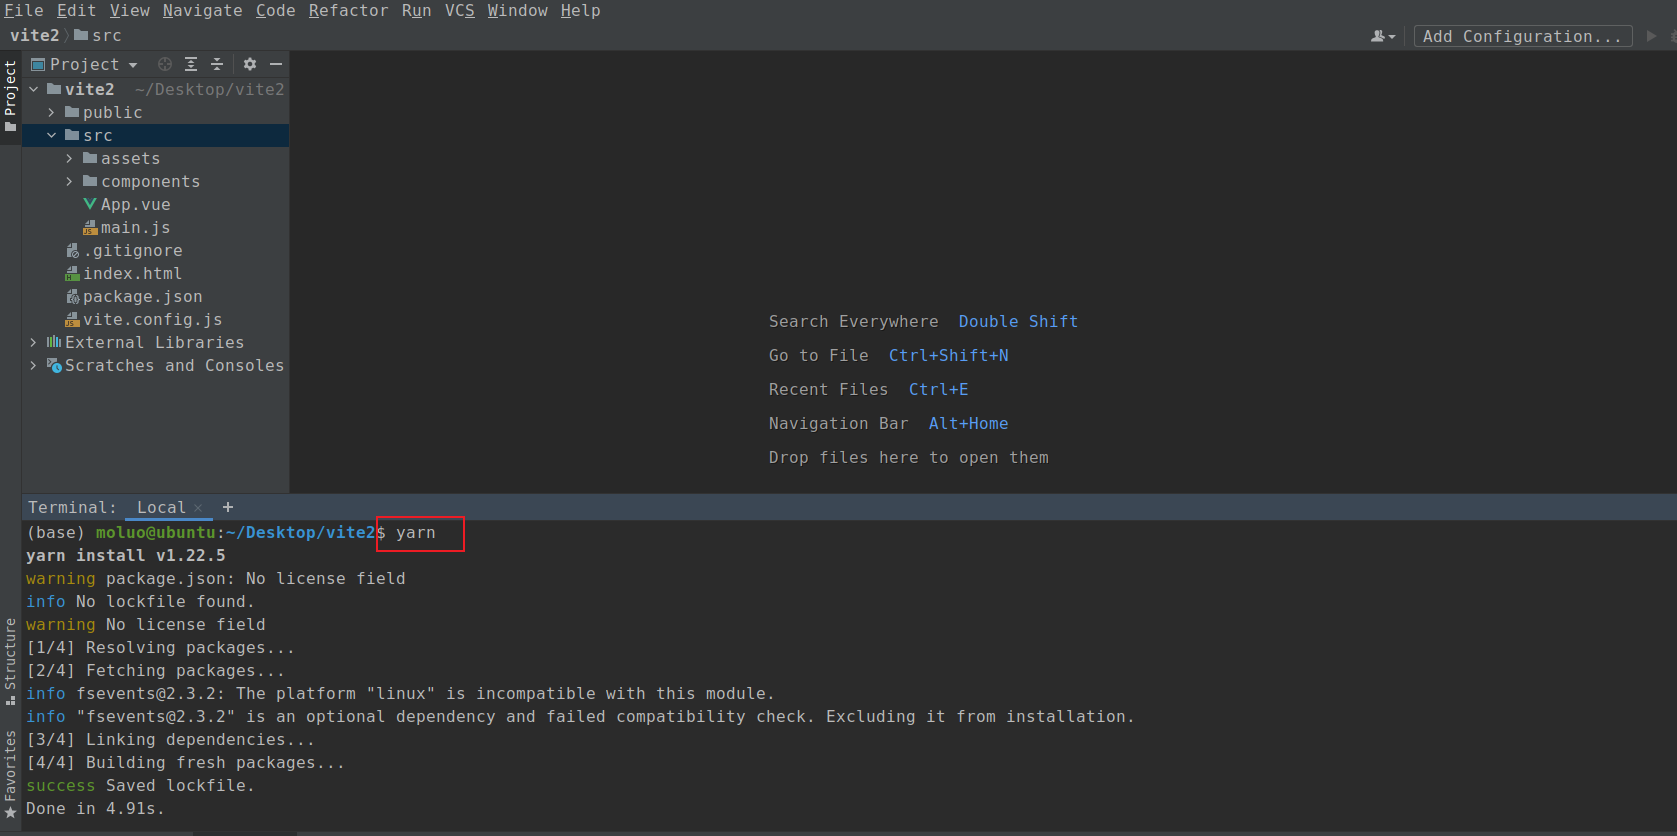 File Edit View Navigate Code Refactor Run VCS Window Help
vite2 src
Add Configuration...
Project
Project
vite2 ~/Desktop/vite2
public
src
assets
components
App.vue
main.js
.gitignore
index.html
package.json
vite.config.js
External Libraries
Scratches and Consoles
Search Everywhere Double Shift
Go to File Ctrl+Shift+N
Recent Files Ctrl+E
Navigation Bar Alt+Home
Drop files here to open them
Structure
Favorites
Terminal: Local × +
(base) moluo@ubuntu:~/Desktop/vite2$ yarn
yarn install v1.22.5
warning package.json: No license field
info No lockfile found.
warning No license field
[1/4] Resolving packages...
[2/4] Fetching packages...
info fsevents@2.3.2: The platform "linux" is incompatible with this module.
info "fsevents@2.3.2" is an optional dependency and failed compatibility check. Excluding it from installation.
[3/4] Linking dependencies...
[4/4] Building fresh packages...
success Saved lockfile.
Done in 4.91s.